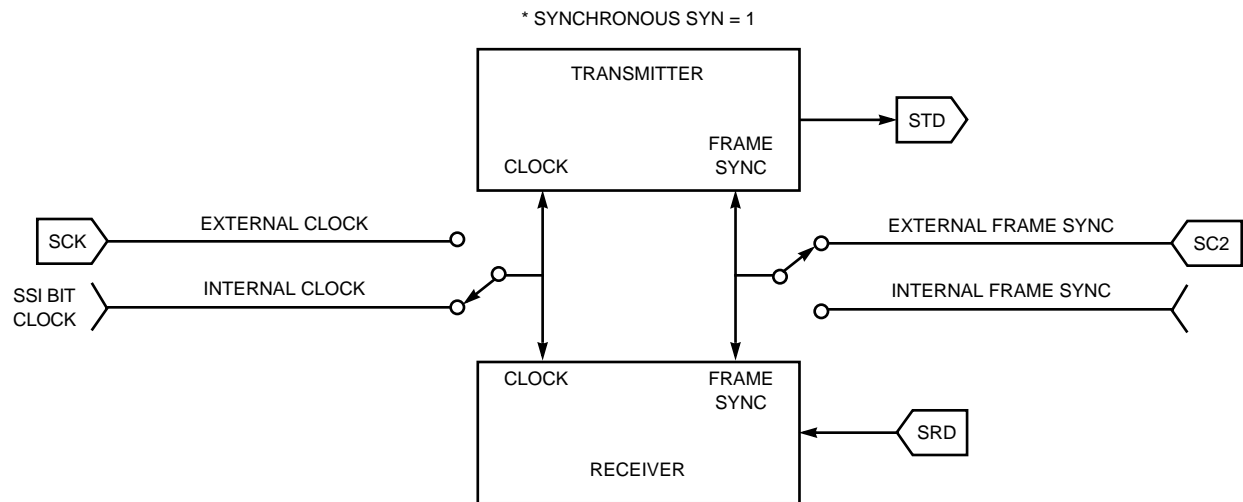 * SYNCHRONOUS SYN = 1
TRANSMITTER
STD
CLOCK
FRAME
SYNC
SCK
EXTERNAL CLOCK
EXTERNAL FRAME SYNC
SC2
SSI BIT
CLOCK
INTERNAL CLOCK
INTERNAL FRAME SYNC
CLOCK
FRAME
SYNC
SRD
RECEIVER